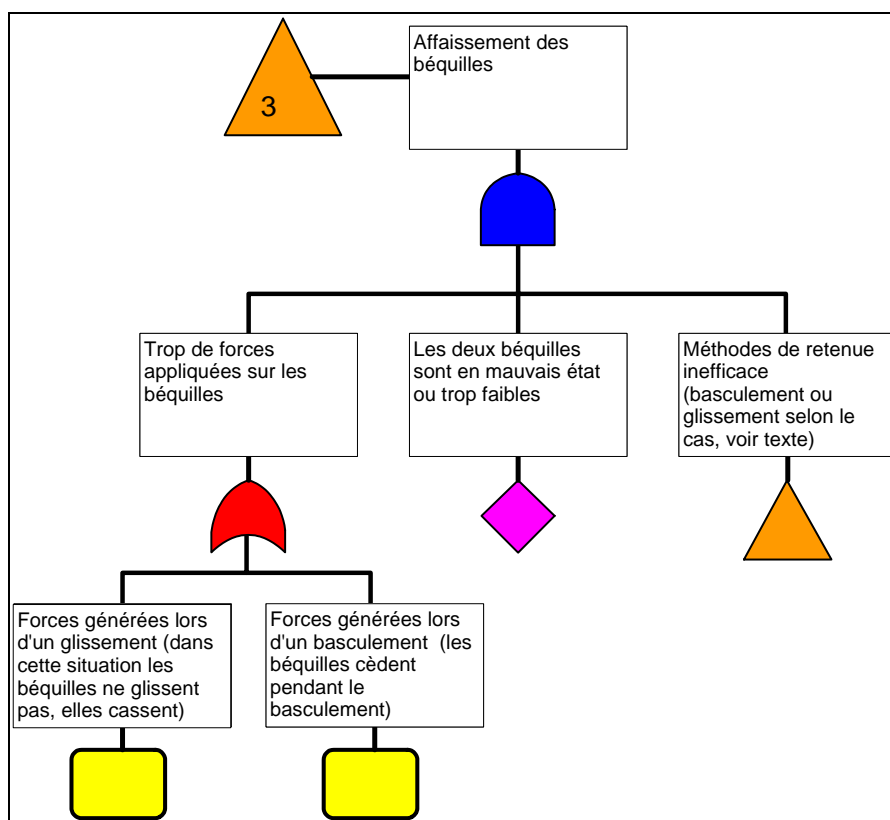 3
Affaissement des
béquilles
Trop de forces
appliquées sur les
béquilles
Les deux béquilles
sont en mauvais état
ou trop faibles
Méthodes de retenue
inefficace
(basculement ou
glissement selon le
cas, voir texte)
Forces générées lors
d'un glissement (dans
cette situation les
béquilles ne glissent
pas, elles cassent)
Forces générées lors
d'un basculement (les
béquilles cèdent
pendant le
basculement)